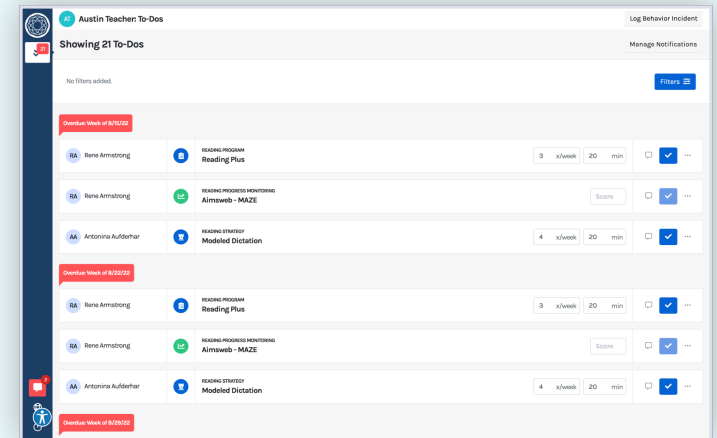 AT Austin Teacher: To-Dos Log Behavior Incident
21 Showing 21 To-Dos Manage Notifications
No filters added. Filters
Overdue: Week of 8/15/22
RA Rene Armstrong READING PROGRAM
Reading Plus 3 x/week 20 min
RA Rene Armstrong READING PROGRESS MONITORING
Aimsweb - MAZE Score
AA Antonina Aufderhar READING STRATEGY
Modeled Dictation 4 x/week 20 min
Overdue: Week of 8/22/22
RA Rene Armstrong READING PROGRAM
Reading Plus 3 x/week 20 min
RA Rene Armstrong READING PROGRESS MONITORING
Aimsweb - MAZE Score
2
AA Antonina Aufderhar READING STRATEGY
Modeled Dictation 4 x/week 20 min
Overdue: Week of 8/29/22